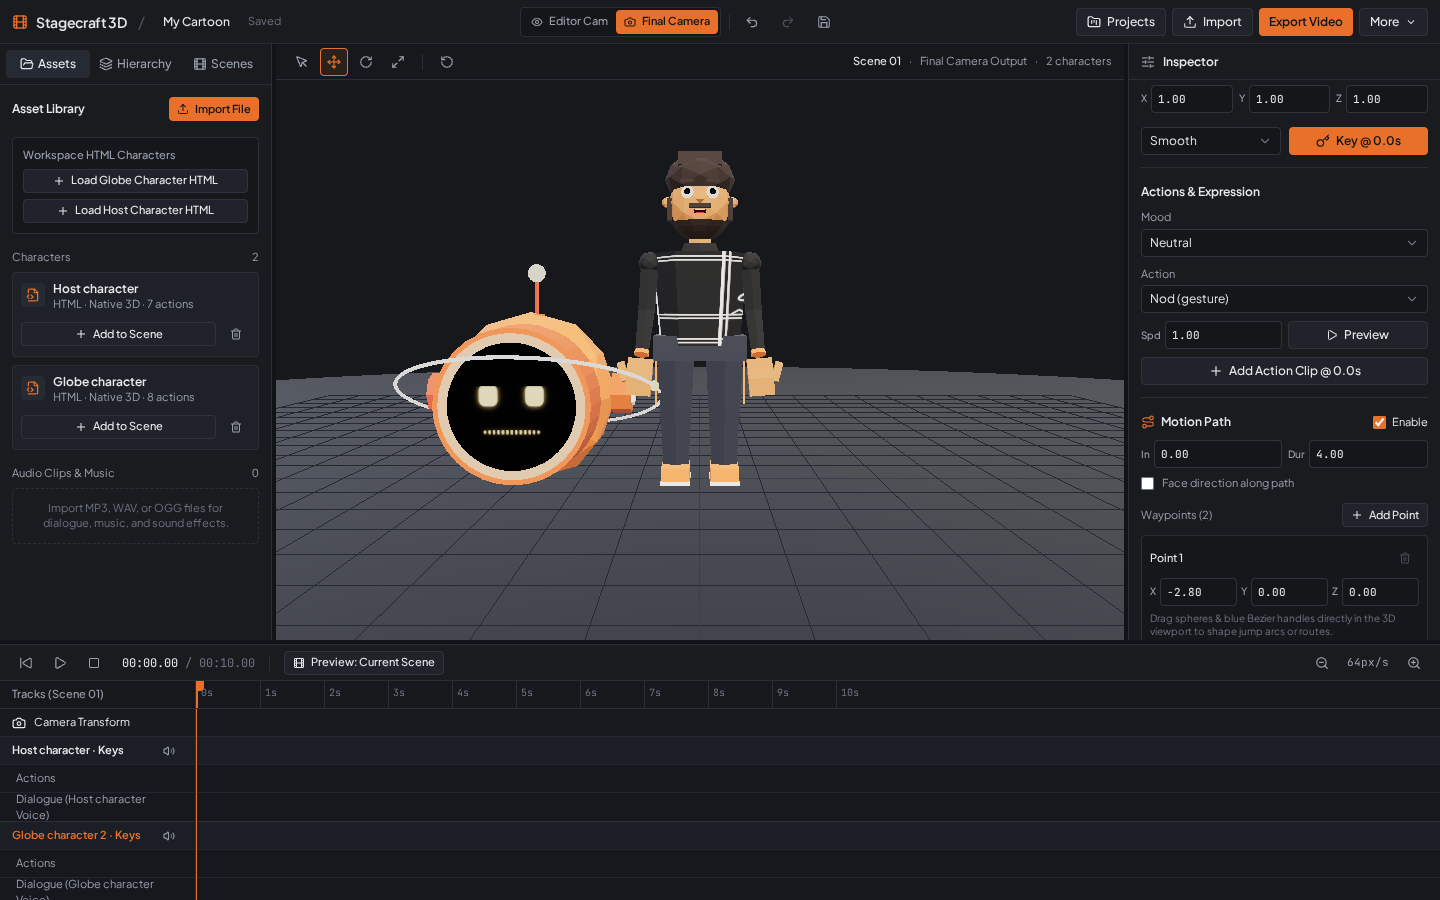 Stagecraft 3D / My Cartoon Saved
Editor Cam Final Camera
Projects Import Export Video More
Assets Hierarchy Scenes
Scene 01 · Final Camera Output · 2 characters
Inspector
Asset Library Import File
Workspace HTML Characters
+ Load Globe Character HTML
+ Load Host Character HTML
Characters 2
Host character
HTML · Native 3D · 7 actions
+ Add to Scene
Globe character
HTML · Native 3D · 8 actions
+ Add to Scene
Audio Clips & Music 0
Import MP3, WAV, or OGG files for
dialogue, music, and sound effects.
X 1.00 Y 1.00 Z 1.00
Smooth Key @ 0.0s
Actions & Expression
Mood
Neutral
Action
Nod (gesture)
Spd 1.00 Preview
+ Add Action Clip @ 0.0s
Motion Path Enable
In 0.00 Dur 4.00
Face direction along path
Waypoints (2) + Add Point
Point 1
X -2.80 Y 0.00 Z 0.00
Drag spheres & blue Bezier handles directly in the 3D
viewport to shape jump arcs or routes.
00:00.00 / 00:10.00 Preview: Current Scene 64px/s
Tracks (Scene 01) 0s 1s 2s 3s 4s 5s 6s 7s 8s 9s 10s
Camera Transform
Host character · Keys
Actions
Dialogue (Host character
Voice)
Globe character 2 · Keys
Actions
Dialogue (Globe character
Voice)